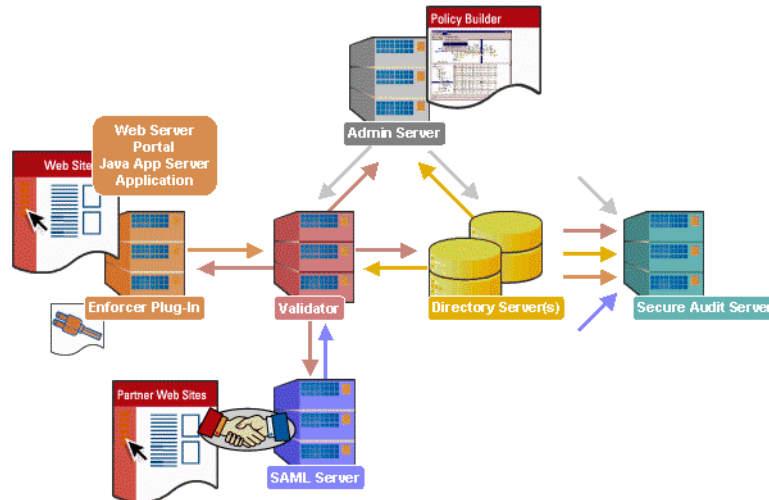 Policy Builder
Admin Server
Web Server
Portal
Java App Server
Application
Web Sites
Enforcer Plug-In
Validator
Directory Server(s)
Secure Audit Server
Partner Web Sites
SAML Server